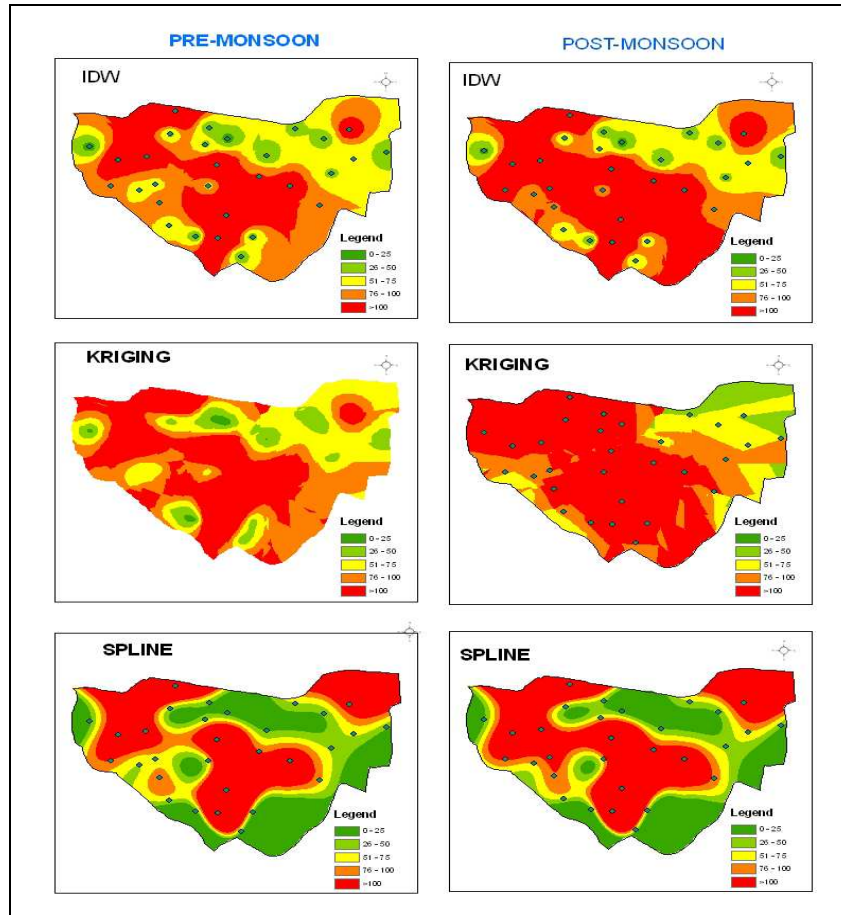 PRE-MONSOON
POST-MONSOON
IDW
Legend
0 - 25
26 - 50
51 - 75
76 - 100
>100
IDW
Legend
0 - 25
26 - 50
51 - 75
76 - 100
>100
KRIGING
Legend
0 - 25
26 - 50
51 - 75
76 - 100
>100
KRIGING
Legend
0 - 25
26 - 50
51 - 75
76 - 100
>100
SPLINE
Legend
0 - 25
26 - 50
51 - 75
76 - 100
>100
SPLINE
Legend
0 - 25
26 - 50
51 - 75
76 - 100
>100